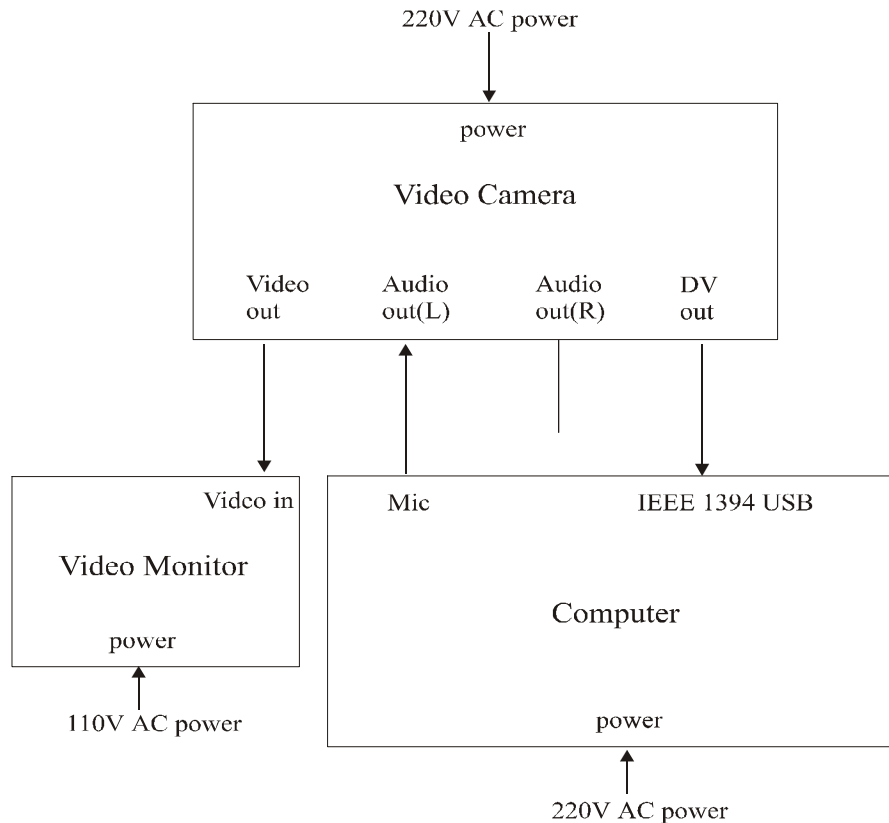 220V AC power
power
Video Camera
Video Audio Audio DV
out out(L) out(R) out
Video in Mic IEEE 1394 USB
Video Monitor
Computer
power
110V AC power
power
220V AC power